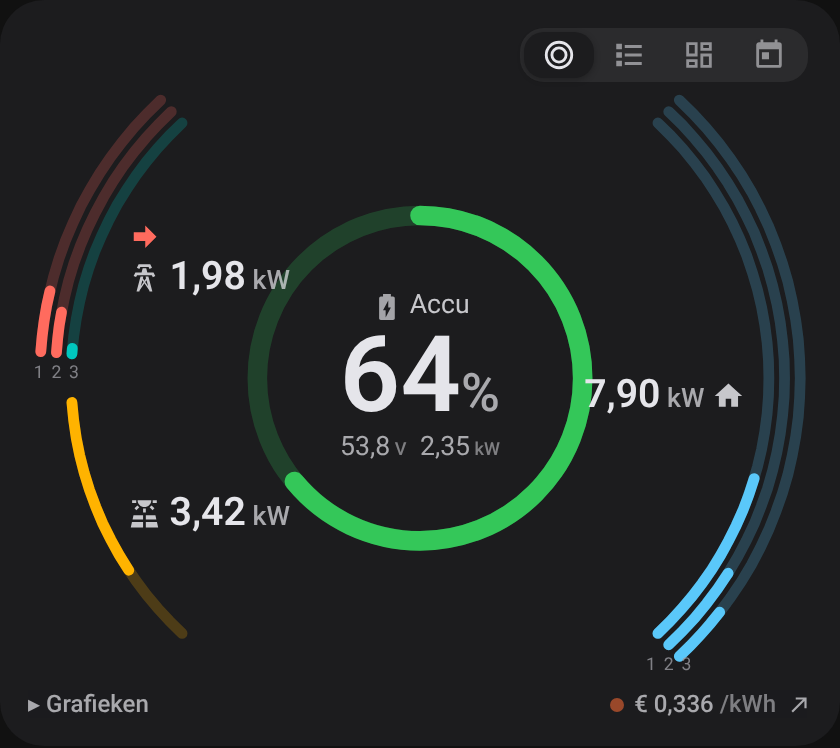 1,98 kW
Accu
64%
1 2 3
7,90 kW
53,8 V 2,35 kW
3,42 kW
1 2 3
▸ Grafieken
€ 0,336 /kWh